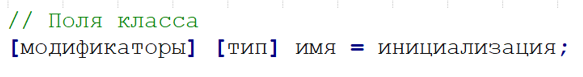 // Поля класса
[модификаторы] [тип] имя = инициализация;